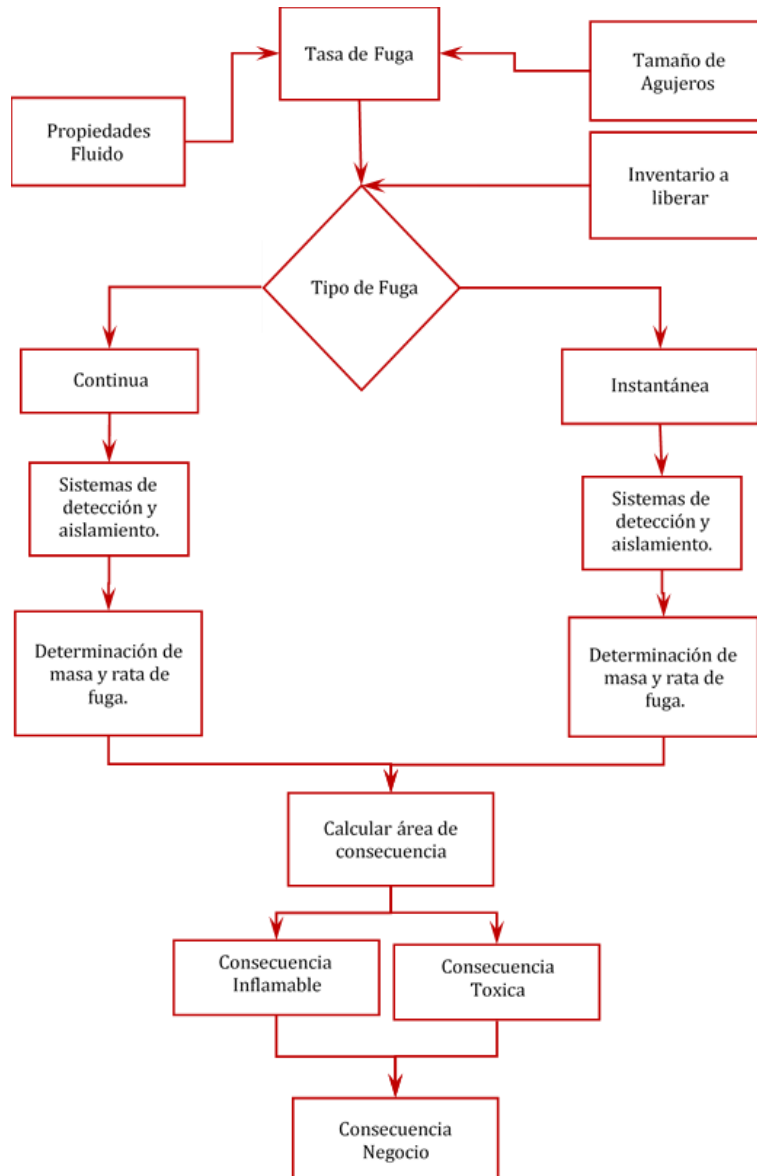 Tasa de Fuga
Tamaño de
Agujeros
Propiedades
Fluido
Inventario a
liberar
Tipo de Fuga
Continua
Instantánea
Sistemas de
detección y
aislamiento.
Sistemas de
detección y
aislamiento.
Determinación de
masa y rata de
fuga.
Determinación de
masa y rata de
fuga.
Calcular área de
consecuencia
Consecuencia
Inflamable
Consecuencia
Toxica
Consecuencia
Negocio